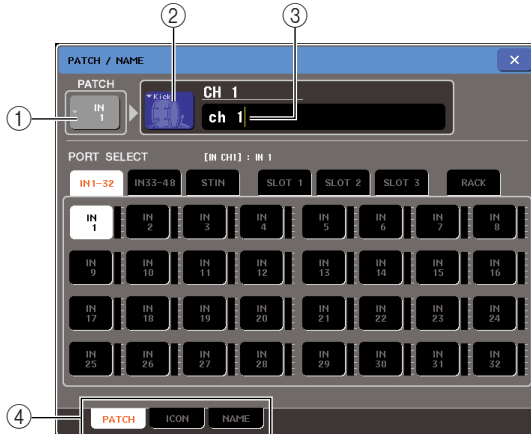 ② ③
PATCH / NAME ×
PATCH
① IN 1
Kick
CH 1
ch 1
PORT SELECT [IN CH1] : IN 1
IN1-32 IN33-48 STIN SLOT 1 SLOT 2 SLOT 3 RACK
IN 1 IN 2 IN 3 IN 4 IN 5 IN 6 IN 7 IN 8
IN 9 IN 10 IN 11 IN 12 IN 13 IN 14 IN 15 IN 16
IN 17 IN 18 IN 19 IN 20 IN 21 IN 22 IN 23 IN 24
IN 25 IN 26 IN 27 IN 28 IN 29 IN 30 IN 31 IN 32
④ PATCH ICON NAME